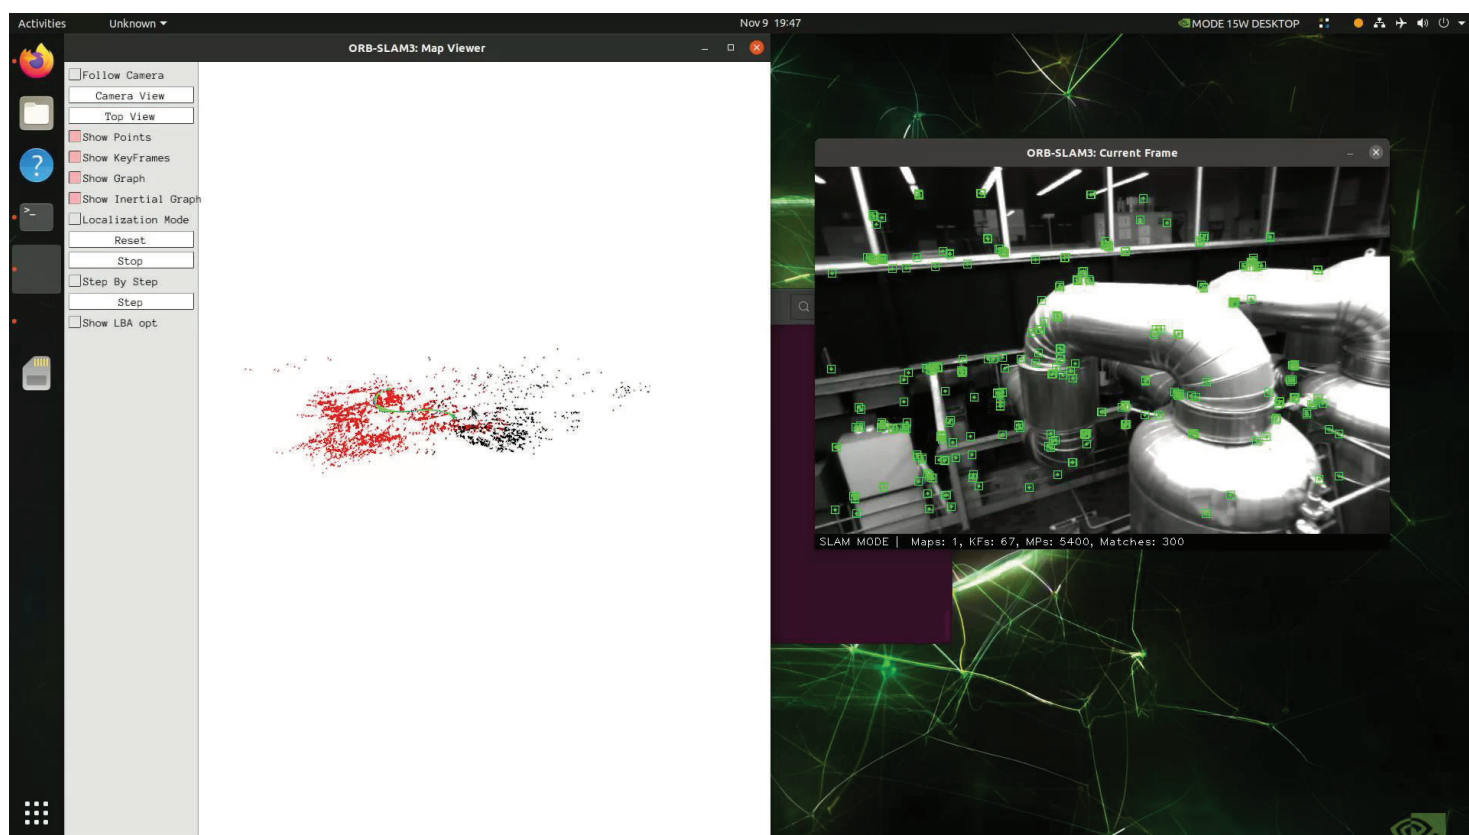 Activities
Unknown
Nov 9 19:47
MODE 15W DESKTOP
ORB-SLAM3: Map Viewer
Follow Camera
Camera View
Top View
Show Points
Show KeyFrames
Show Graph
Show Inertial Graph
Localization Mode
Reset
Stop
Step By Step
Step
Show LBA opt
ORB-SLAM3: Current Frame
SLAM MODE | Maps: 1, KFs: 67, MPs: 5400, Matches: 300